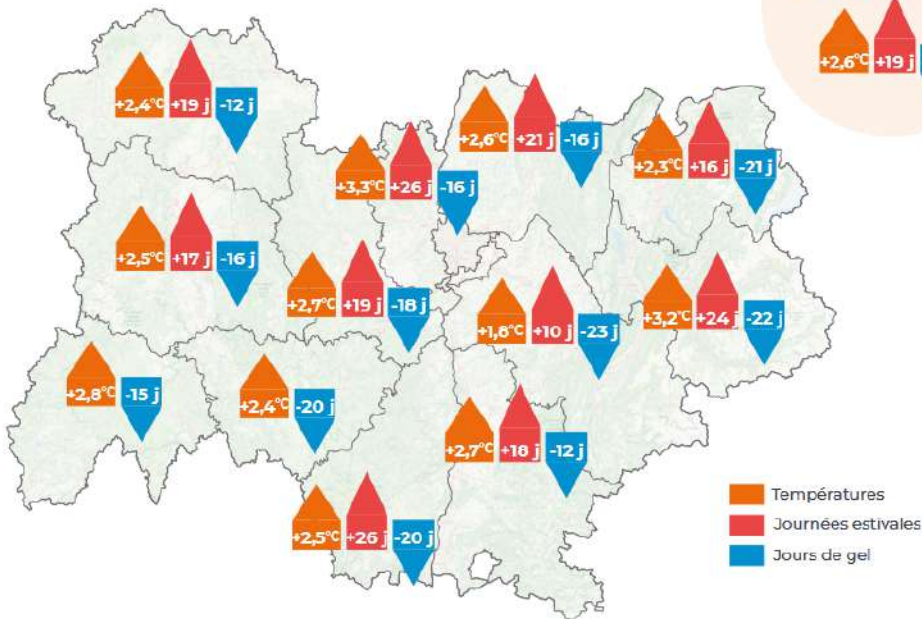 +2,6°C +19 j
+2,4°C +19 j -12 j
+2,6°C +21 j -16 j
+2,3°C +16 j -21 j
+3,3°C +26 j -16 j
+2,5°C +17 j -16 j
+2,7°C +19 j -18 j
+1,8°C +10 j -23 j
+3,2°C +24 j -22 j
+2,8°C -15 j
+2,4°C -20 j
+2,7°C +18 j -12 j
+2,5°C +26 j -20 j
Températures
Journées estivales
Jours de gel